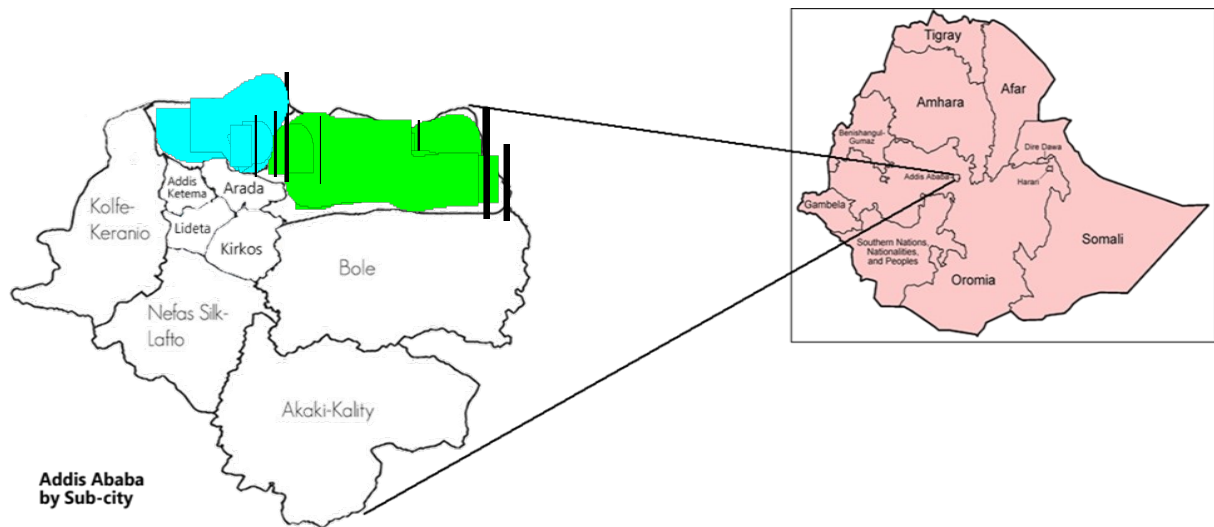 Addis
Ketema
Arada
Kolfe-
Keranio
Lideta
Kirkos
Bole
Nefas Silk-
Lafto
Akaki-Kality
Addis Ababa
by Sub-city
Tigray
Afar
Amhara
Benishangul-
Gumaz
Dire Dawa
Addis Ababa
Harari
Gambela
Somali
Southern Nations,
Nationalities,
and Peoples
Oromia